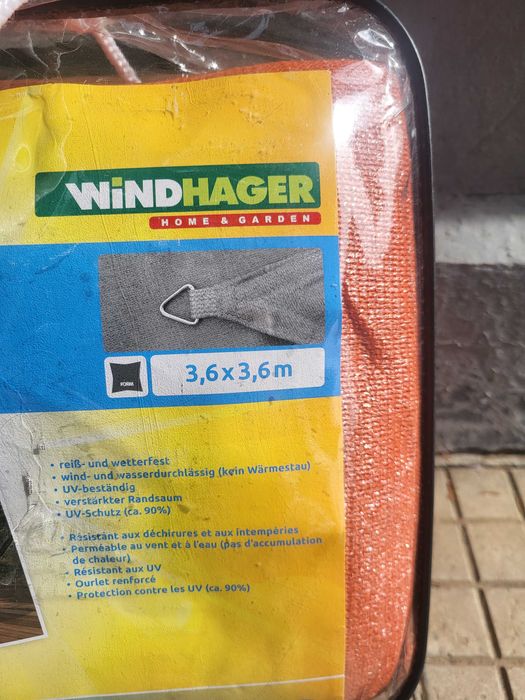 WiNDHAGER
HOME & GARDEN
FORM
3,6 x 3,6 m
• reiß- und wetterfest
• wind- und wasserdurchlässig (kein Wärmestau)
• UV-beständig
• verstärkter Randsaum
• UV-Schutz (ca. 90%)
• Résistant aux déchirures et aux intempéries
• Perméable au vent et à l'eau (pas d'accumulation
de chaleur)
• Résistant aux UV
• Ourlet renforcé
• Protection contre les UV (ca. 90%)